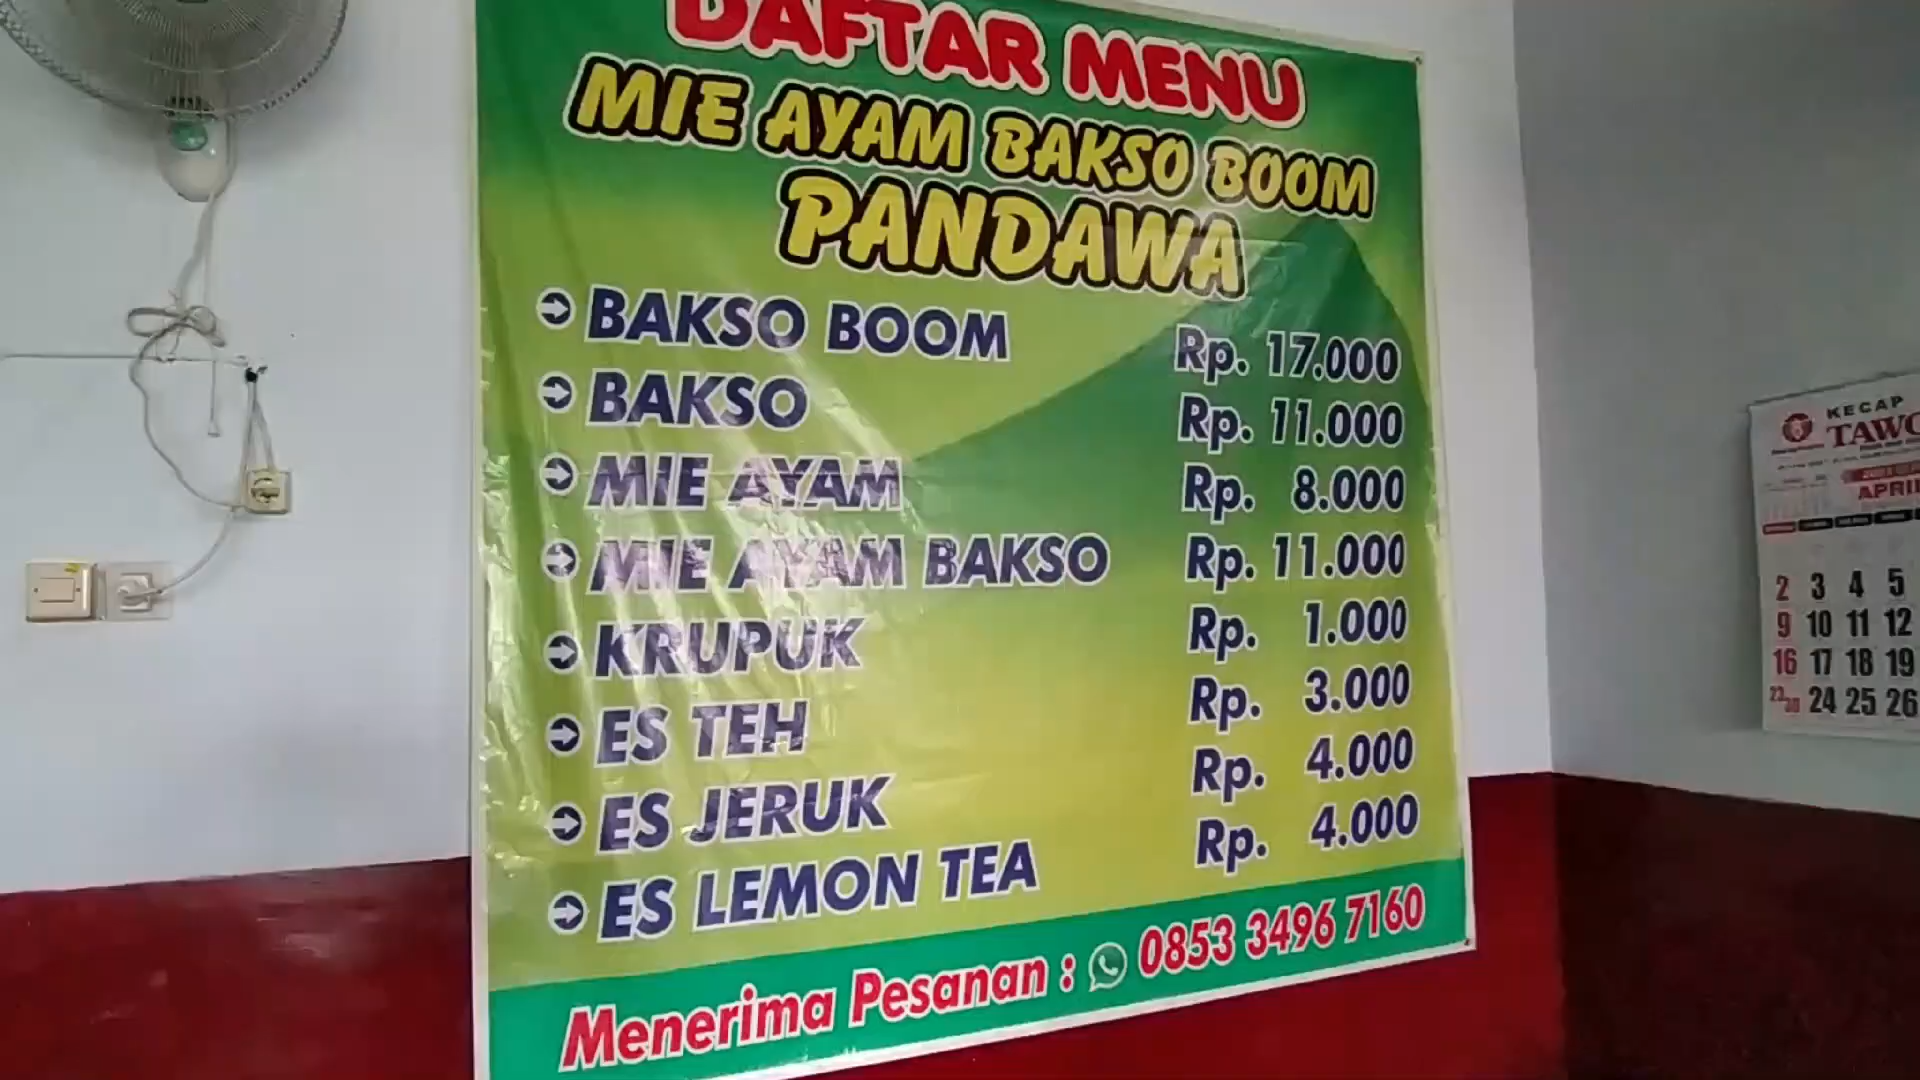 DAFTAR MENU
MIE AYAM BAKSO BOOM
PANDAWA
BAKSO BOOM Rp. 17.000
BAKSO Rp. 11.000
MIE AYAM Rp. 8.000
MIE AYAM BAKSO Rp. 11.000
KRUPUK Rp. 1.000
ES TEH Rp. 3.000
ES JERUK Rp. 4.000
ES LEMON TEA Rp. 4.000
Menerima Pesanan : 0853 3496 7160
KECAP
TAWO
APRIL
2 3 4 5
9 10 11 12
16 17 18 19
23 30 24 25 26